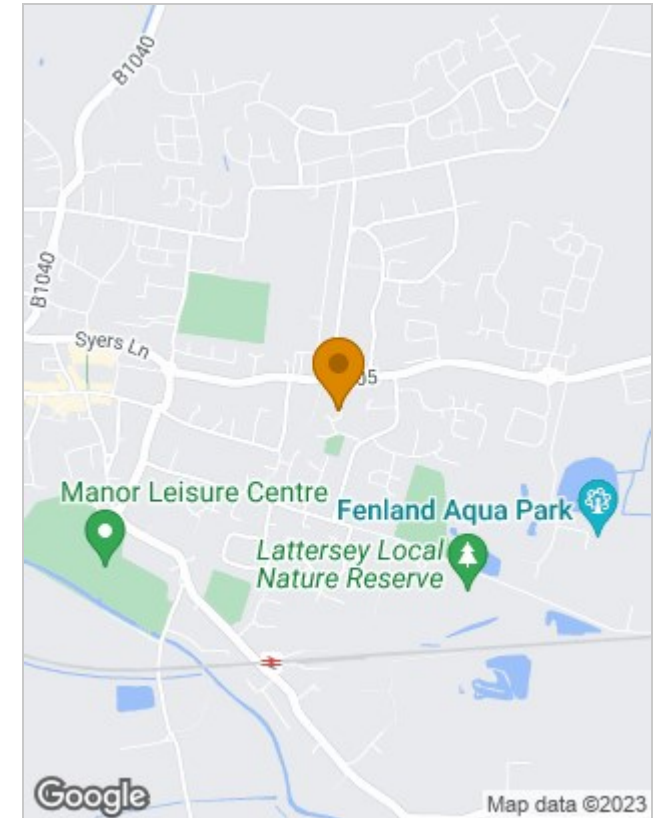 B1040
B1040
Syers Ln
05
Manor Leisure Centre
Fenland Aqua Park
Lattersey Local
Nature Reserve
Google
Map data ©2023